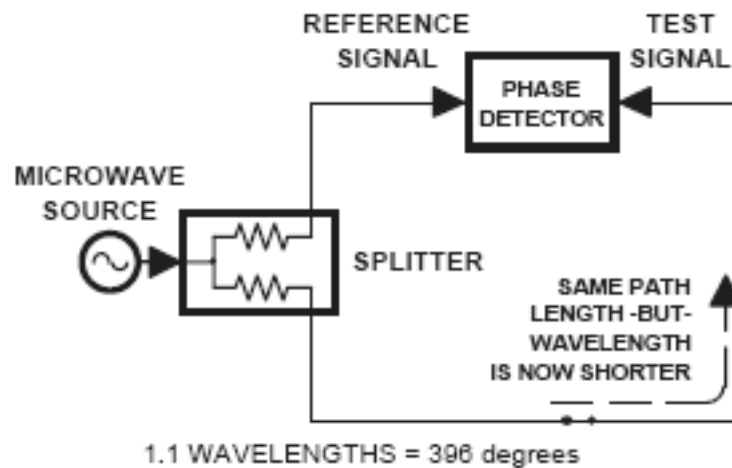 REFERENCE
SIGNAL
TEST
SIGNAL
PHASE
DETECTOR
MICROWAVE
SOURCE
SPLITTER
SAME PATH
LENGTH -BUT-
WAVELENGTH
IS NOW SHORTER
1.1 WAVELENGTHS = 396 degrees